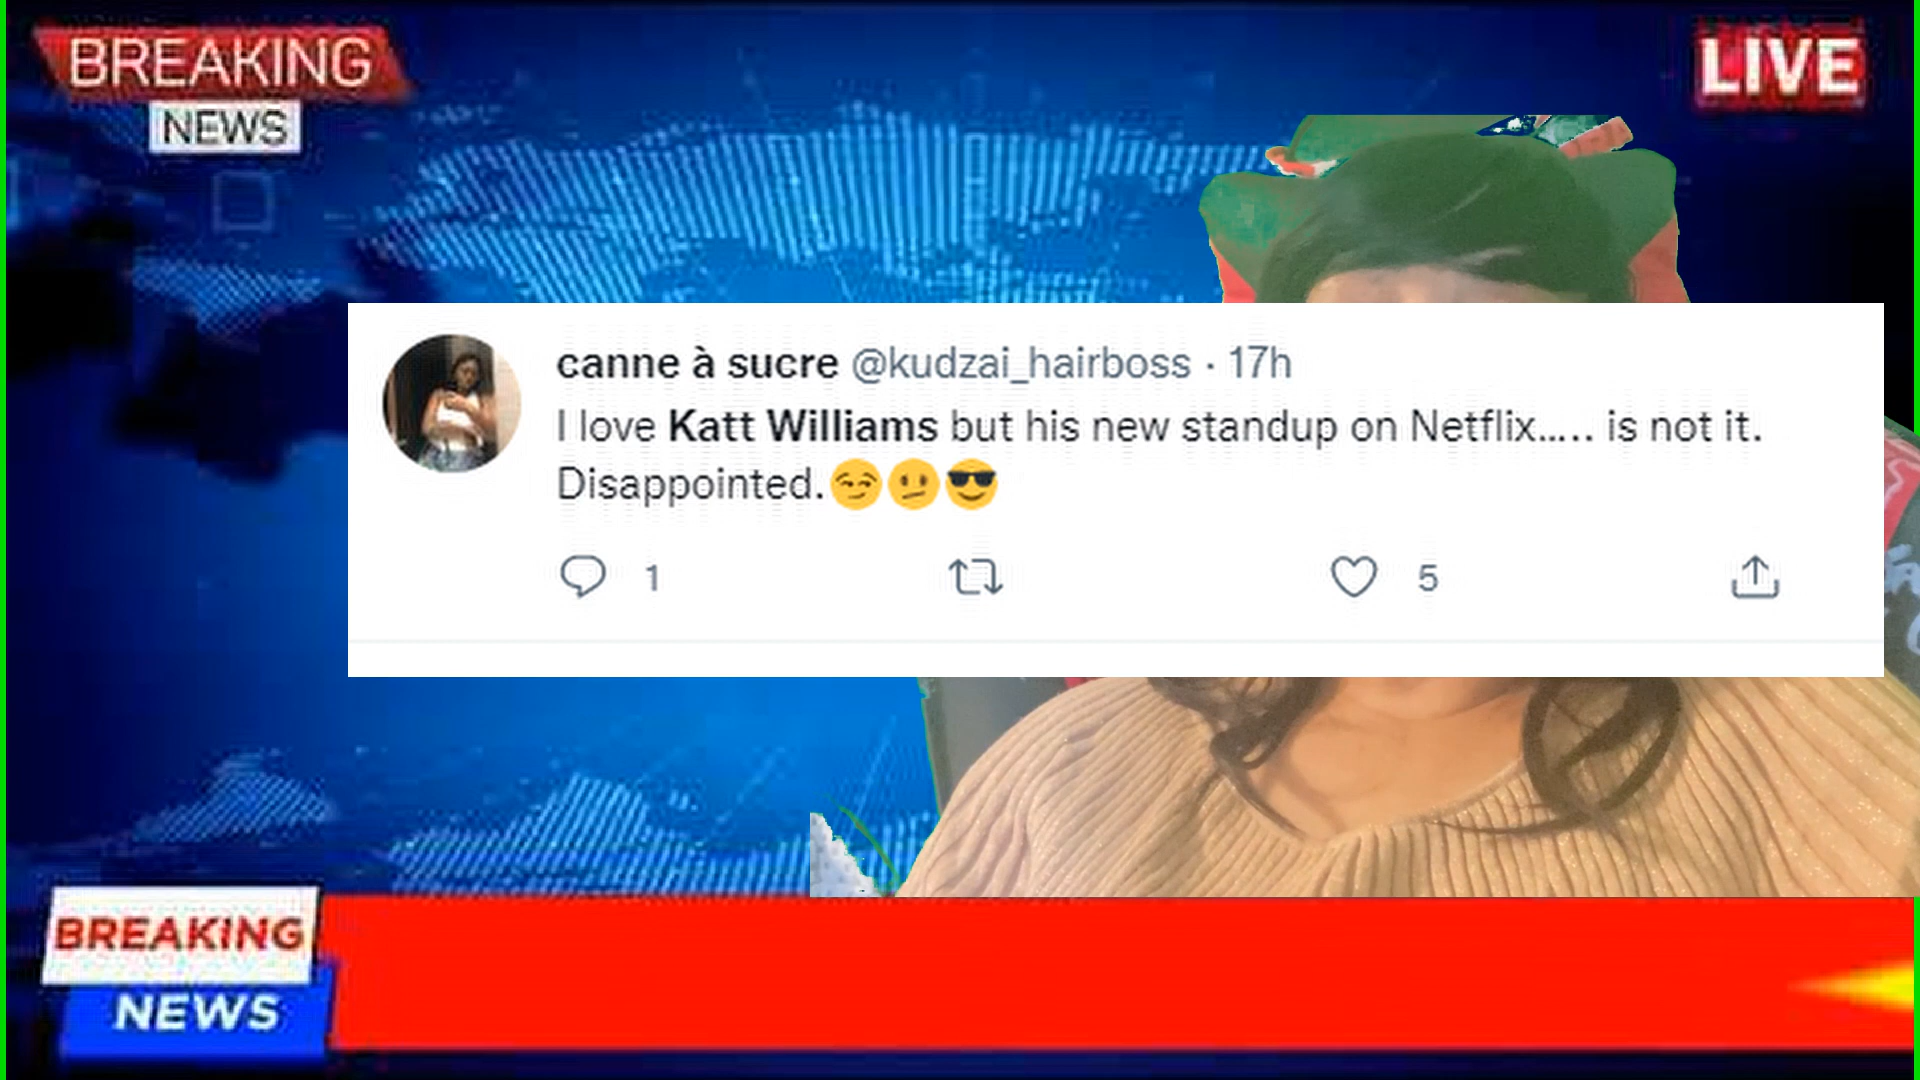 BREAKING
NEWS
LIVE
canne à sucre @kudzai_hairboss · 17h
I love Katt Williams but his new standup on Netflix..... is not it.
Disappointed.😏🫤😎
1
5
BREAKING
NEWS